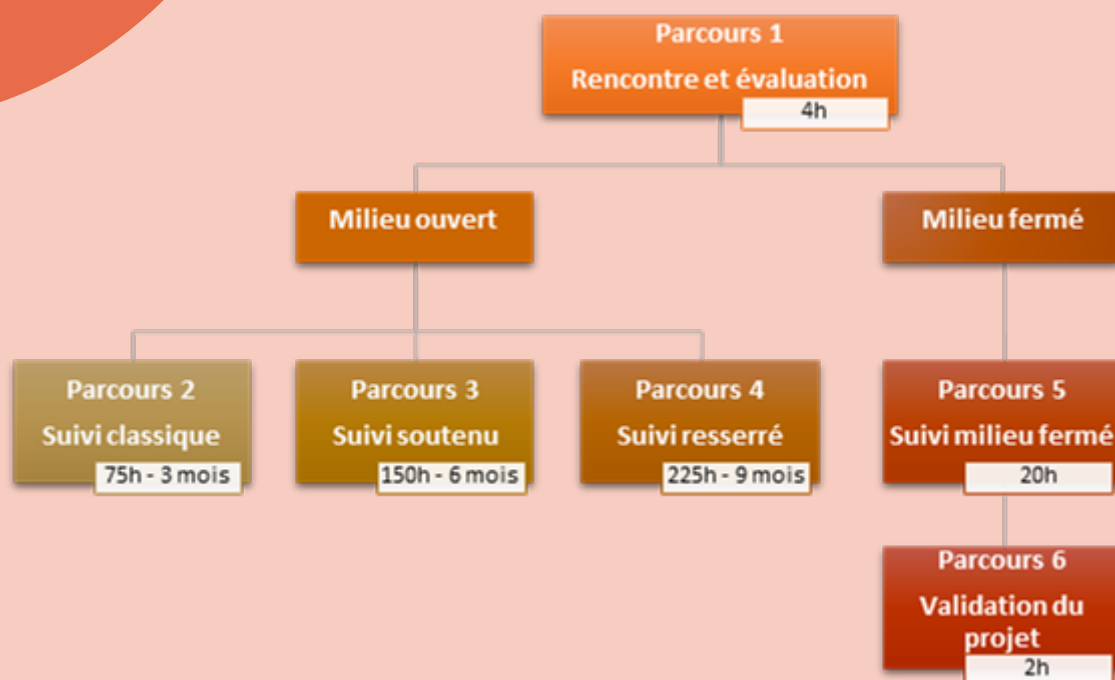 Parcours 1
Rencontre et évaluation
4h
Milieu ouvert
Milieu fermé
Parcours 2
Suivi classique
75h - 3 mois
Parcours 3
Suivi soutenu
150h - 6 mois
Parcours 4
Suivi resserré
225h - 9 mois
Parcours 5
Suivi milieu fermé
20h
Parcours 6
Validation du
projet
2h